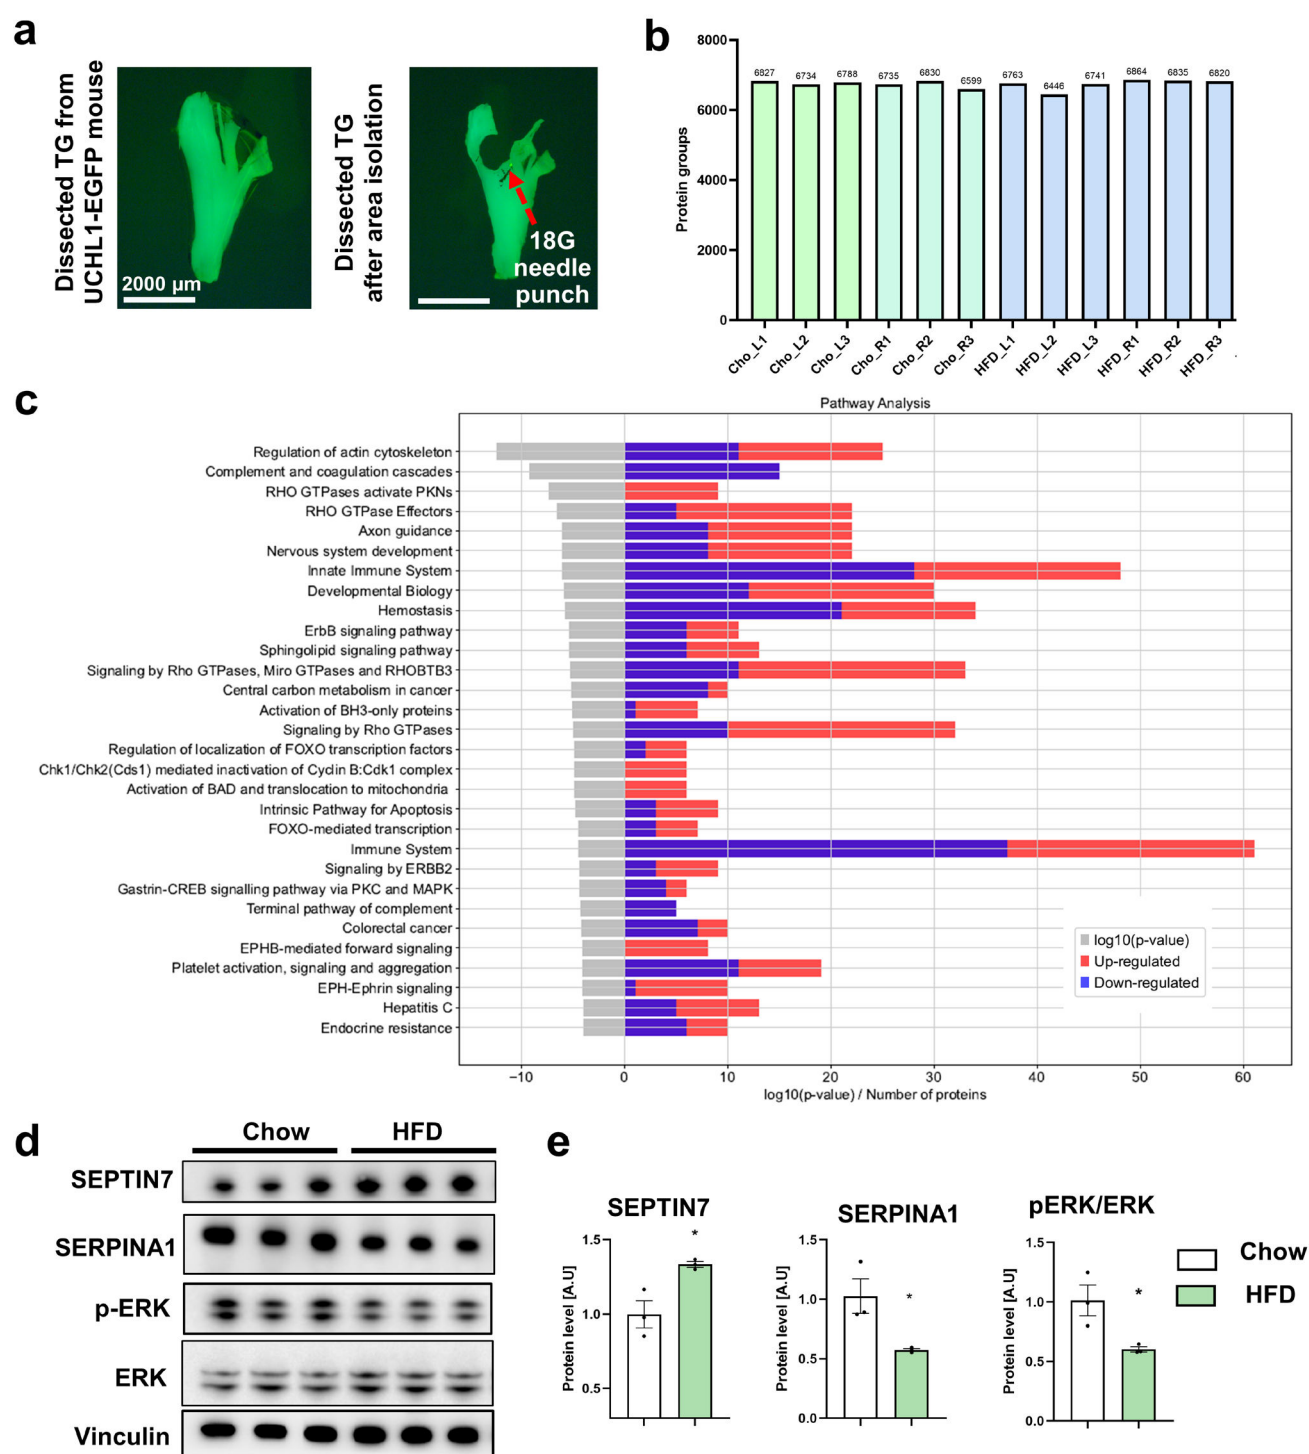 a
Dissected TG from
UCHL1-EGFP mouse
2000 µm
Dissected TG
after area isolation
18G
needle
punch
b
Protein groups
8000
6000
4000
2000
0
6827
6734
6788
6735
6830
6599
6763
6446
6741
6864
6835
6820
Cho_L1
Cho_L2
Cho_L3
Cho_R1
Cho_R2
Cho_R3
HFD_L1
HFD_L2
HFD_L3
HFD_R1
HFD_R2
HFD_R3
c
Pathway Analysis
Regulation of actin cytoskeleton
Complement and coagulation cascades
RHO GTPases activate PKNs
RHO GTPase Effectors
Axon guidance
Nervous system development
Innate Immune System
Developmental Biology
Hemostasis
ErbB signaling pathway
Sphingolipid signaling pathway
Signaling by Rho GTPases, Miro GTPases and RHOBTB3
Central carbon metabolism in cancer
Activation of BH3-only proteins
Signaling by Rho GTPases
Regulation of localization of FOXO transcription factors
Chk1/Chk2(Cds1) mediated inactivation of Cyclin B:Cdk1 complex
Activation of BAD and translocation to mitochondria
Intrinsic Pathway for Apoptosis
FOXO-mediated transcription
Immune System
Signaling by ERBB2
Gastrin-CREB signalling pathway via PKC and MAPK
Terminal pathway of complement
Colorectal cancer
EPHB-mediated forward signaling
Platelet activation, signaling and aggregation
EPH-Ephrin signaling
Hepatitis C
Endocrine resistance
log10(p-value)
Up-regulated
Down-regulated
−10 0 10 20 30 40 50 60
log10(p-value) / Number of proteins
d
Chow HFD
SEPTIN7
SERPINA1
p-ERK
ERK
Vinculin
e
SEPTIN7
Protein level [A.U]
1.5
1.0
0.5
*
SERPINA1
Protein level [A.U]
1.5
1.0
0.5
0.0
*
pERK/ERK
Protein level [A.U]
1.5
1.0
0.5
0.0
*
Chow
HFD